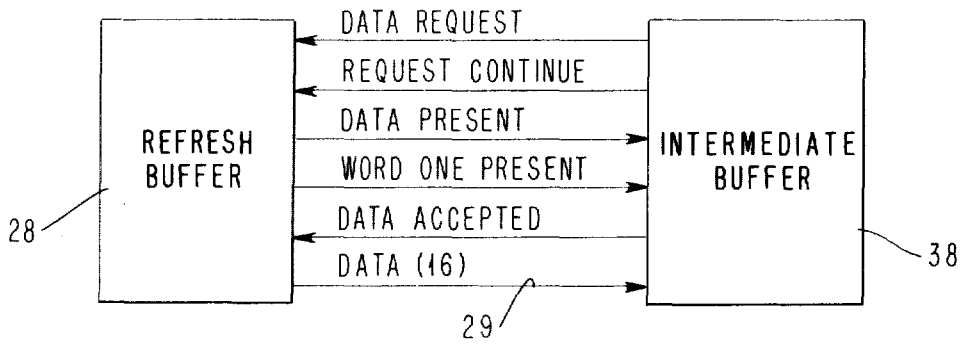 DATA REQUEST
REQUEST CONTINUE
DATA PRESENT
WORD ONE PRESENT
DATA ACCEPTED
DATA (16)
REFRESH
BUFFER
INTERMEDIATE
BUFFER
28
38
29